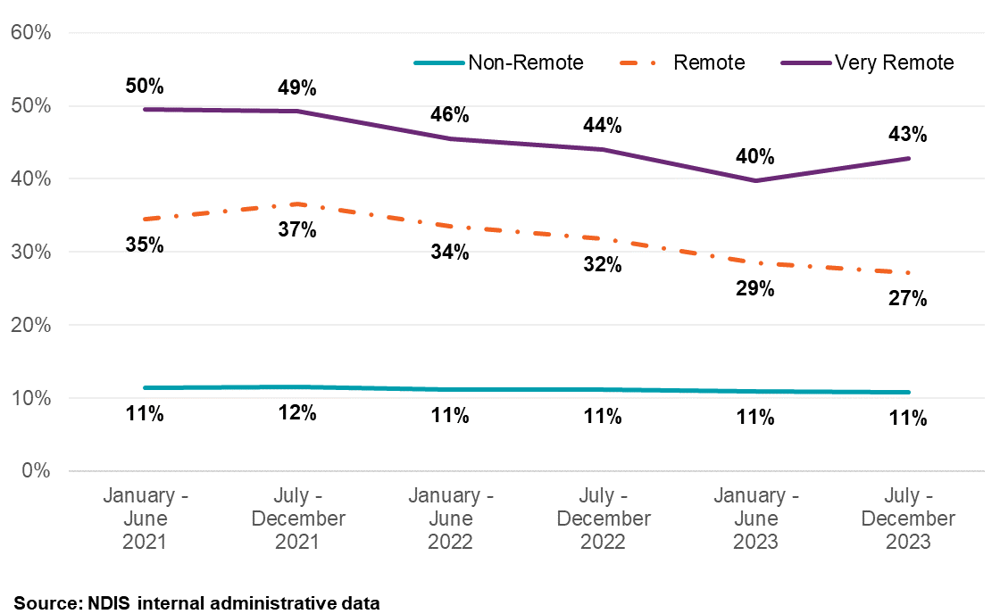 60%
Non-Remote
Remote
Very Remote
50%
49%
46%
44%
40%
43%
50%
40%
35%
37%
34%
32%
29%
27%
30%
20%
10%
11%
12%
11%
11%
11%
11%
0%
January -
June
2021
July -
December
2021
January -
June
2022
July -
December
2022
January -
June
2023
July -
December
2023
Source: NDIS internal administrative data